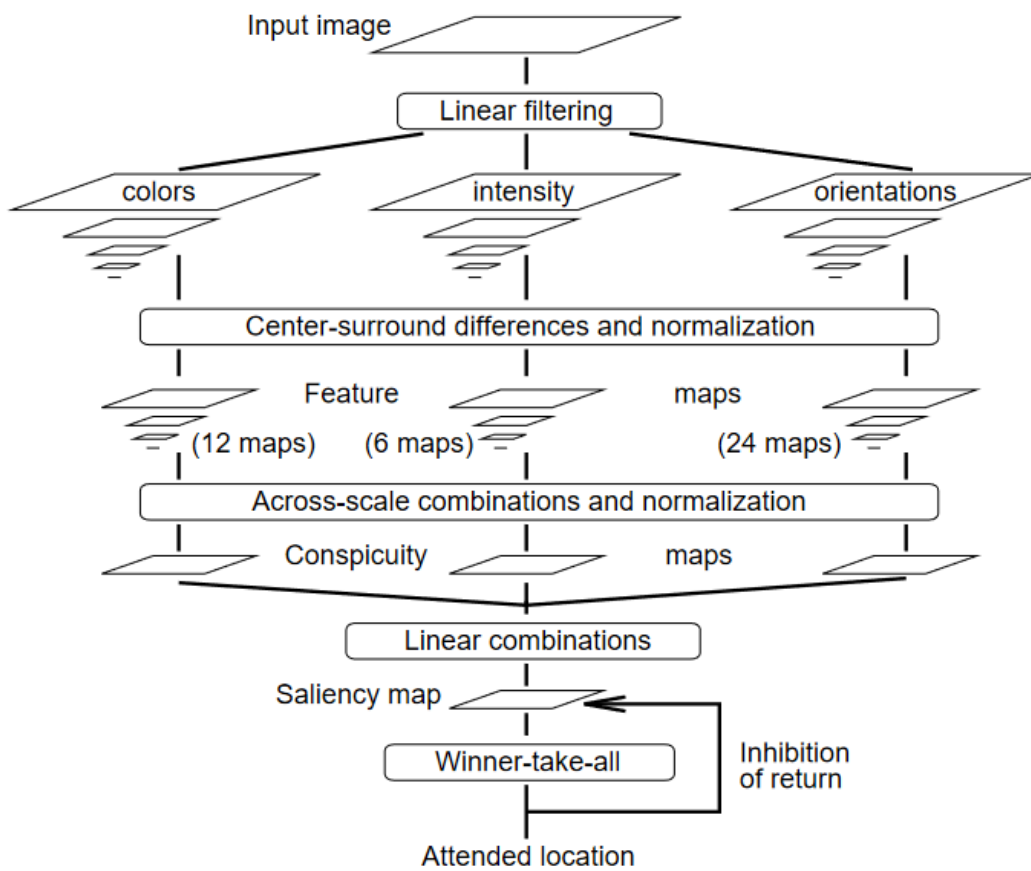 Input image
Linear filtering
colors intensity orientations
Center-surround differences and normalization
Feature maps
(12 maps) (6 maps) (24 maps)
Across-scale combinations and normalization
Conspicuity maps
Linear combinations
Saliency map
Winner-take-all
Inhibition
of return
Attended location